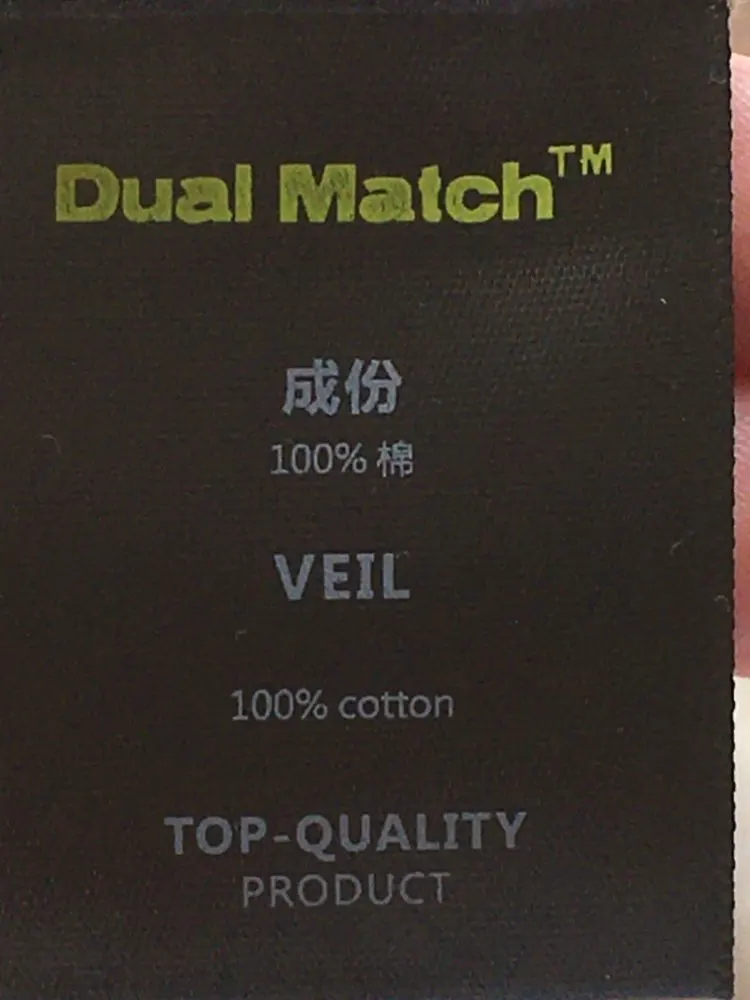 Dual Match™
成份
100% 棉
VEIL
100% cotton
TOP-QUALITY
PRODUCT